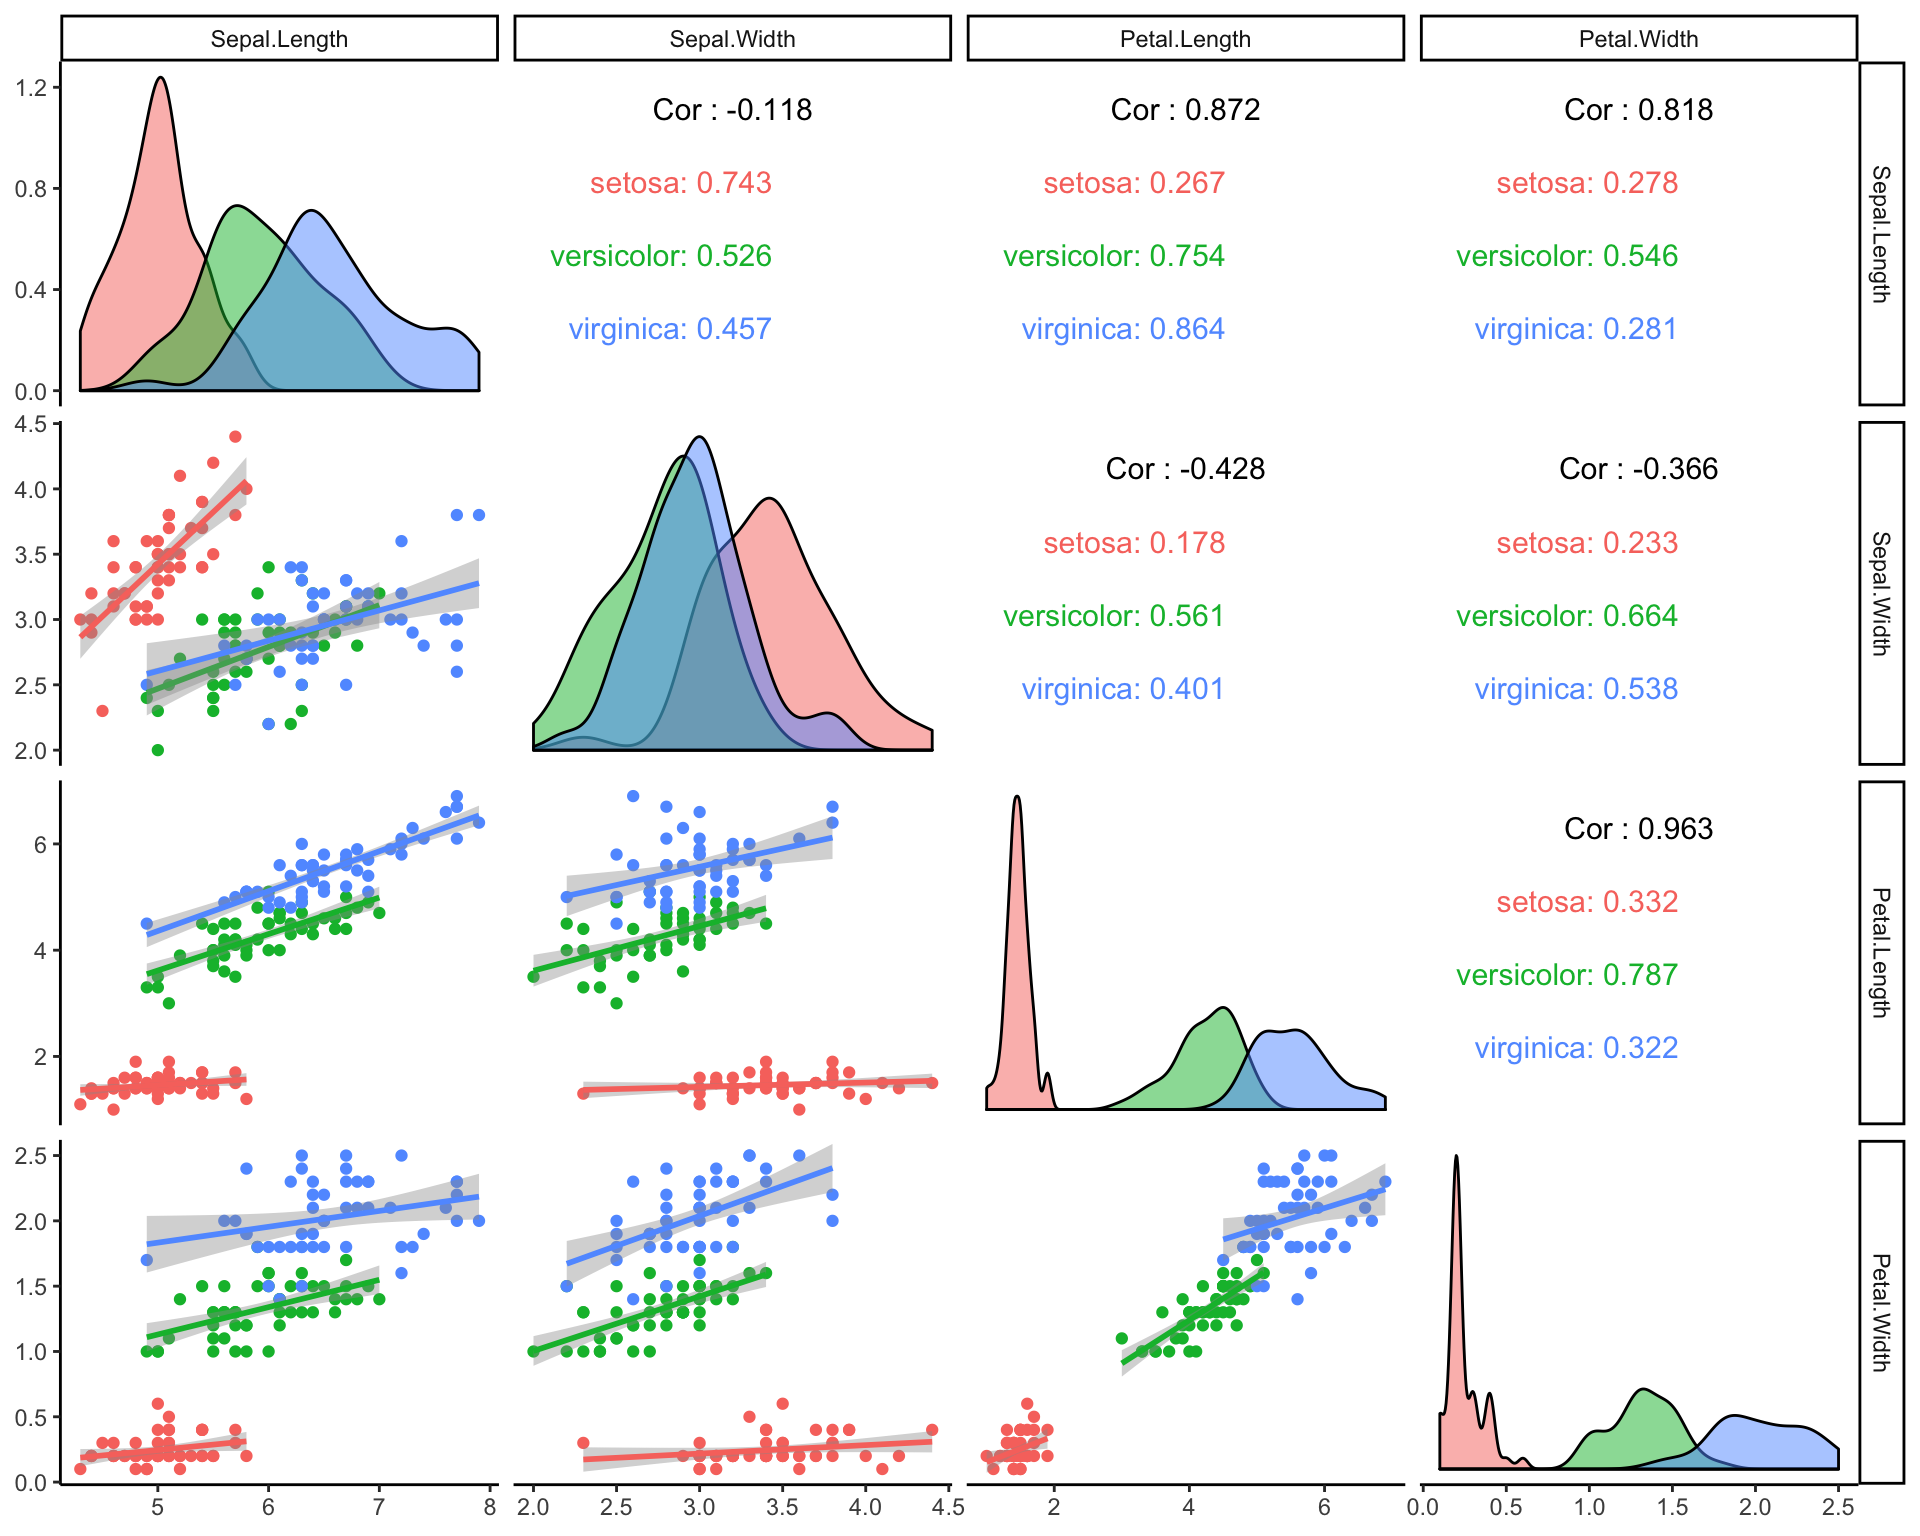 Sepal.Length
Sepal.Width
Petal.Length
Petal.Width
1.2
0.8
0.4
0.0
Cor : -0.118
setosa: 0.743
versicolor: 0.526
virginica: 0.457
Cor : 0.872
setosa: 0.267
versicolor: 0.754
virginica: 0.864
Cor : 0.818
setosa: 0.278
versicolor: 0.546
virginica: 0.281
Sepal.Length
4.5
4.0
3.5
3.0
2.5
2.0
Cor : -0.428
setosa: 0.178
versicolor: 0.561
virginica: 0.401
Cor : -0.366
setosa: 0.233
versicolor: 0.664
virginica: 0.538
Sepal.Width
6
4
2
Cor : 0.963
setosa: 0.332
versicolor: 0.787
virginica: 0.322
Petal.Length
2.5
2.0
1.5
1.0
0.5
0.0
Petal.Width
5 6 7 8
2.0 2.5 3.0 3.5 4.0 4.5
2 4 6
0.0 0.5 1.0 1.5 2.0 2.5